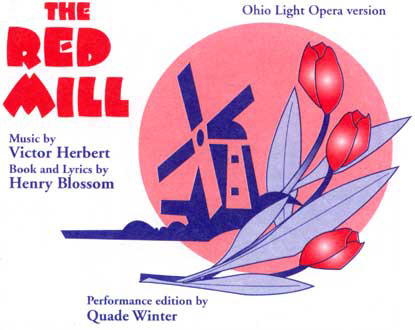 THE
RED
MILL
Ohio Light Opera version
Music by
Victor Herbert
Book and Lyrics by
Henry Blossom
Performance edition by
Quade Winter